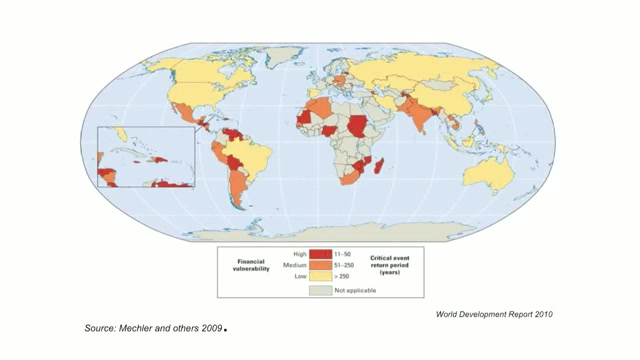 Financial vulnerability
High 11–50
Medium 51–250
Low > 250
Not applicable
Critical event return period (years)
World Development Report 2010
Source: Mechler and others 2009.